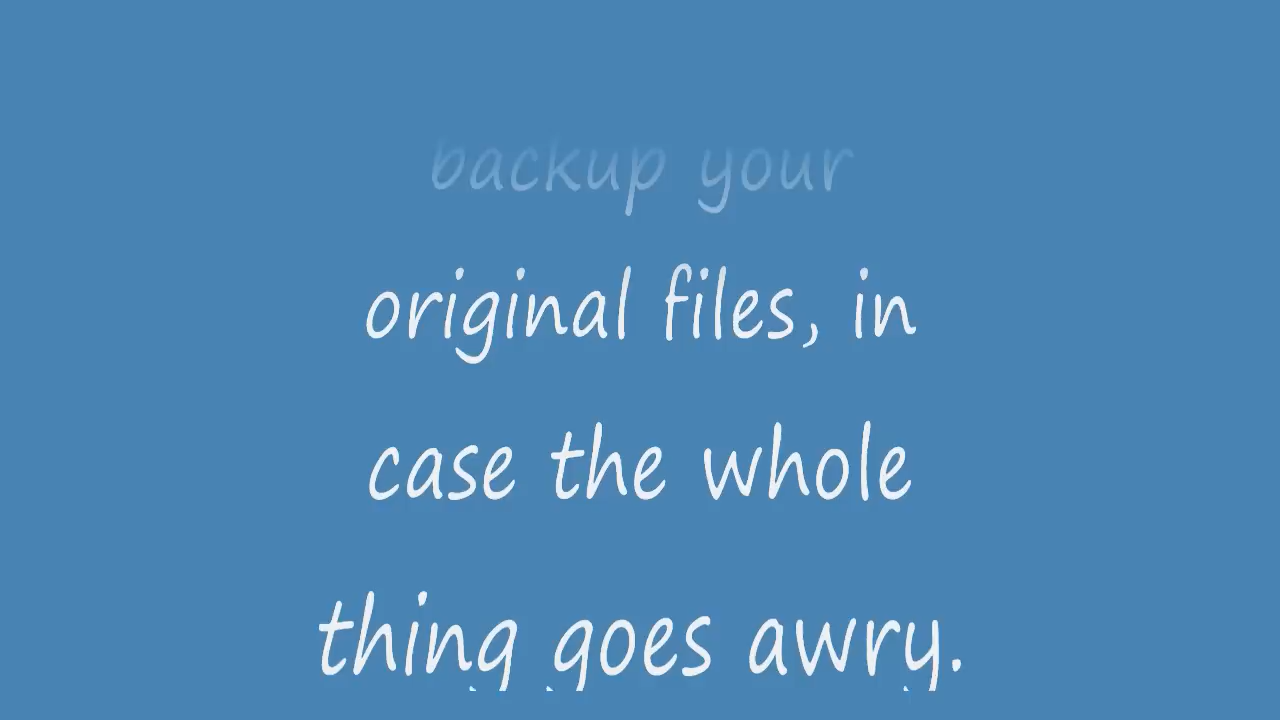 backup your
original files, in
case the whole
thing goes awry.